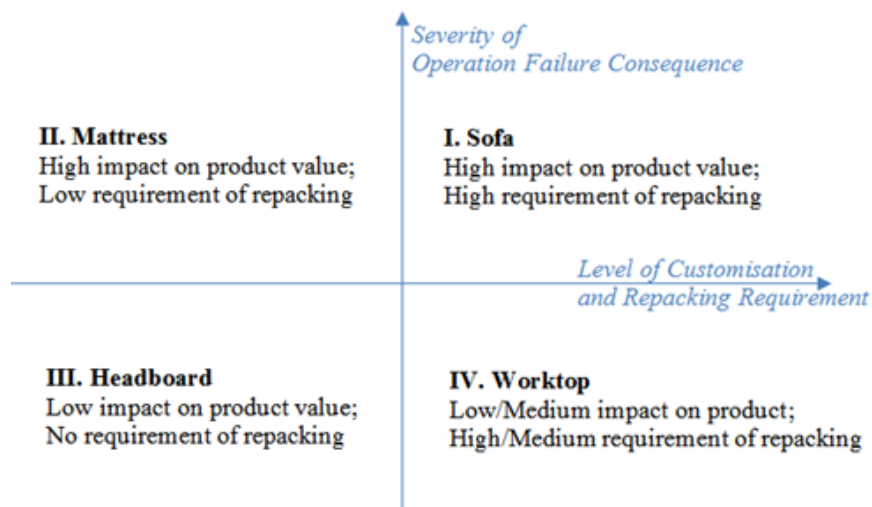 Severity of
Operation Failure Consequence
II. Mattress
High impact on product value;
Low requirement of repacking
I. Sofa
High impact on product value;
High requirement of repacking
Level of Customisation
and Repacking Requirement
III. Headboard
Low impact on product value;
No requirement of repacking
IV. Worktop
Low/Medium impact on product;
High/Medium requirement of repacking